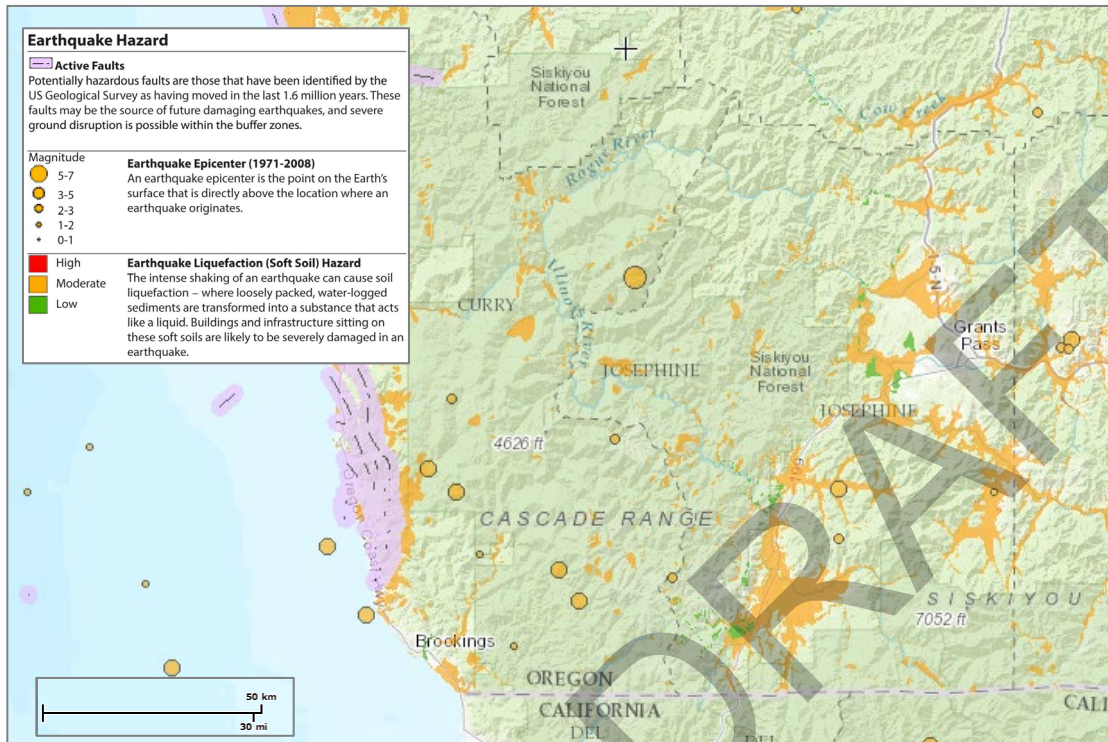 Earthquake Hazard
Active Faults
Potentially hazardous faults are those that have been identified by the
US Geological Survey as having moved in the last 1.6 million years. These
faults may be the source of future damaging earthquakes, and severe
ground disruption is possible within the buffer zones.
Magnitude
5-7
3-5
2-3
1-2
0-1
Earthquake Epicenter (1971-2008)
An earthquake epicenter is the point on the Earth's
surface that is directly above the location where an
earthquake originates.
High
Moderate
Low
Earthquake Liquefaction (Soft Soil) Hazard
The intense shaking of an earthquake can cause soil
liquefaction – where loosely packed, water-logged
sediments are transformed into a substance that acts
like a liquid. Buildings and infrastructure sitting on
these soft soils are likely to be severely damaged in an
earthquake.
Siskiyou
National
Forest
Cow Creek
Rogue River
Illinois River
CURRY
I-5-N
Grants
Pass
JOSEPHINE
Siskiyou
National
Forest
JOSEPHINE
4626 ft
199
Oregon Coast
CASCADE RANGE
SISKIYOU
7052 ft
Brookings
OREGON
CALIFORNIA
DEL
DEL
CALI
50 km
30 mi
DRAFT